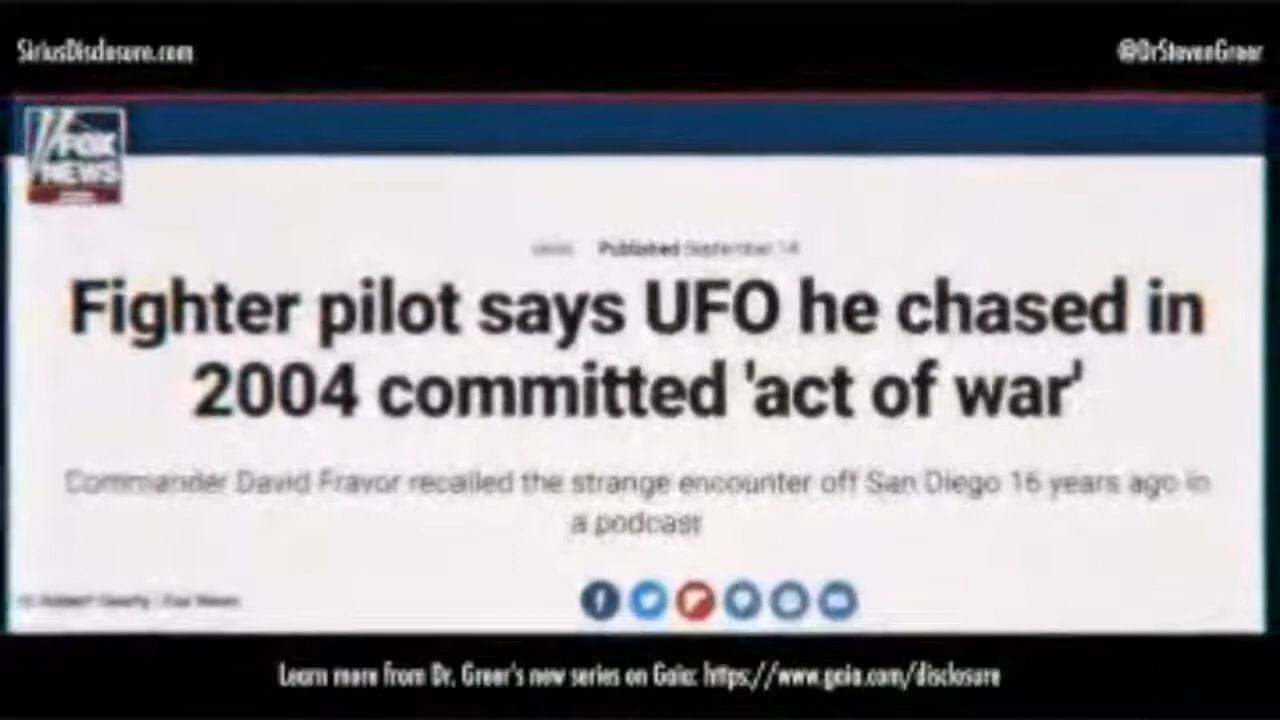 SiriusDisclosure.com
@DrStevenGreer
FOX
NEWS
Published September 14
Fighter pilot says UFO he chased in
2004 committed 'act of war'
Commander David Fravor recalled the strange encounter off San Diego 16 years ago in
a podcast
Learn more from Dr. Greer's new series on Gaia: https://www.gaia.com/disclosure